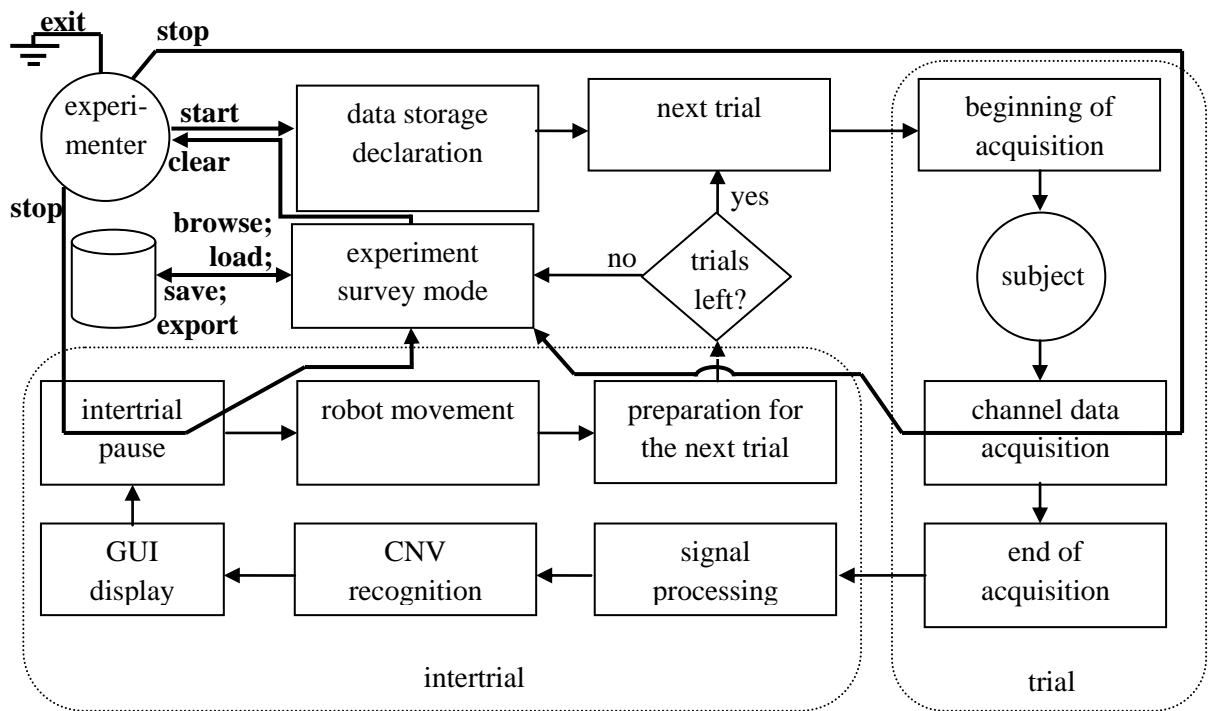 exit
stop
experi-
menter
start
clear
stop
data storage
declaration
next trial
beginning of
acquisition
yes
browse;
load;
save;
export
experiment
survey mode
no
trials
left?
subject
intertrial
pause
robot movement
preparation for
the next trial
channel data
acquisition
GUI
display
CNV
recognition
signal
processing
end of
acquisition
intertrial
trial